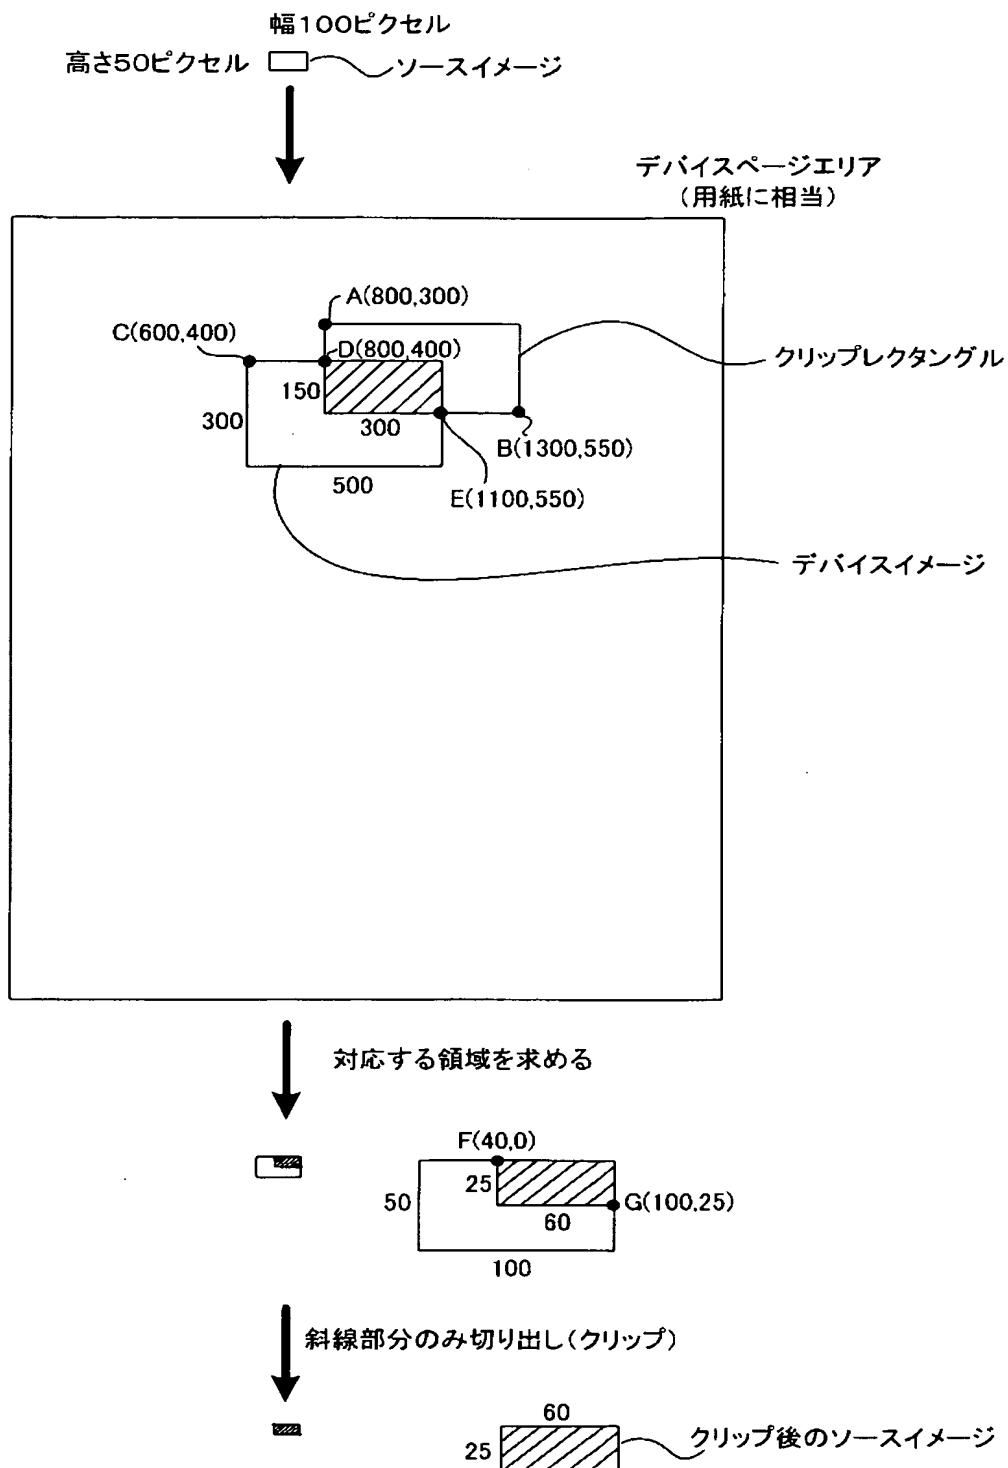 幅100ピクセル
高さ50ピクセル
ソースイメージ
デバイスページエリア
(用紙に相当)
A(800,300)
C(600,400)
D(800,400)
クリップレクタングル
150
300
300
B(1300,550)
500
E(1100,550)
デバイスイメージ
対応する領域を求める
F(40,0)
25
50
G(100,25)
60
100
斜線部分のみ切り出し(クリップ)
60
クリップ後のソースイメージ
25